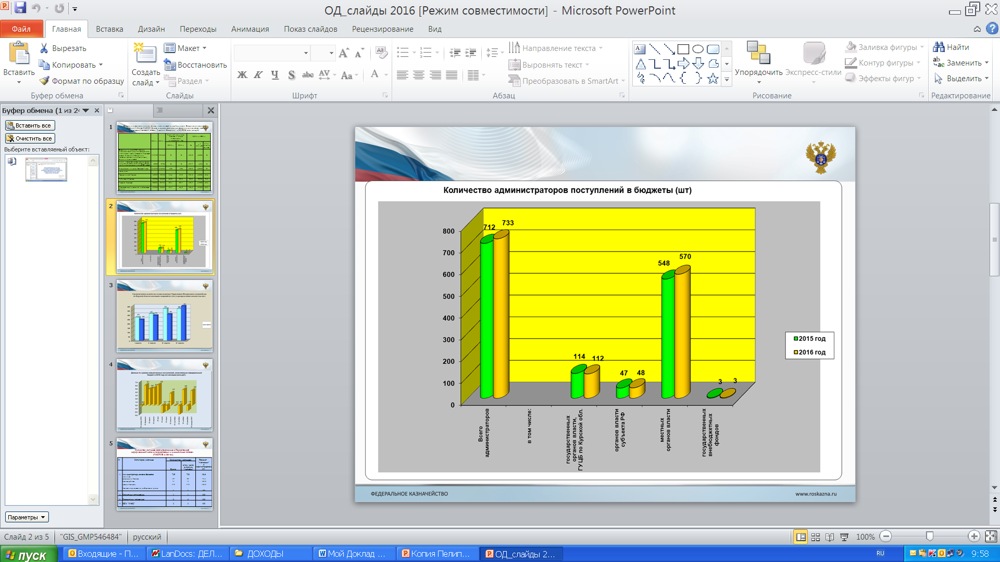 ОД_слайды 2016 [Режим совместимости] - Microsoft PowerPoint
Файл Главная Вставка Дизайн Переходы Анимация Показ слайдов Рецензирование Вид
Вставить
Вырезать
Копировать
Формат по образцу
Буфер обмена
Создать слайд
Макет
Восстановить
Раздел
Слайды
Ж К Ч S abc AV Aa A
Шрифт
Направление текста
Выровнять текст
Преобразовать в SmartArt
Абзац
Упорядочить
Экспресс-стили
Заливка фигуры
Контур фигуры
Эффекты фигур
Рисование
Найти
Заменить
Выделить
Редактирование
Буфер обмена (1 из 24
Вставить все
Очистить все
Выберите вставляемый объект:
Параметры
1
2
3
4
5
Количество администраторов поступлений в бюджеты (шт)
800
700
600
500
400
300
200
100
0
712 733
114 112
47 48
548 570
3 3
Всего
администраторов
в том числе:
государственных
органов власти,
ГУ ЦБ по Курской обл.
органов власти
субъекта РФ
местных
органов власти
государственных
внебюджетных
фондов
2015 год
2016 год
ФЕДЕРАЛЬНОЕ КАЗНАЧЕЙСТВО
www.roskazna.ru
Слайд 2 из 5 "GIS_GMP546484" русский 100%
пуск Входящие - П... LanDocs: ДЕЛ... ДОХОДЫ Мой Доклад ... Копия Пелип... ОД_слайды 2... RU 9:58